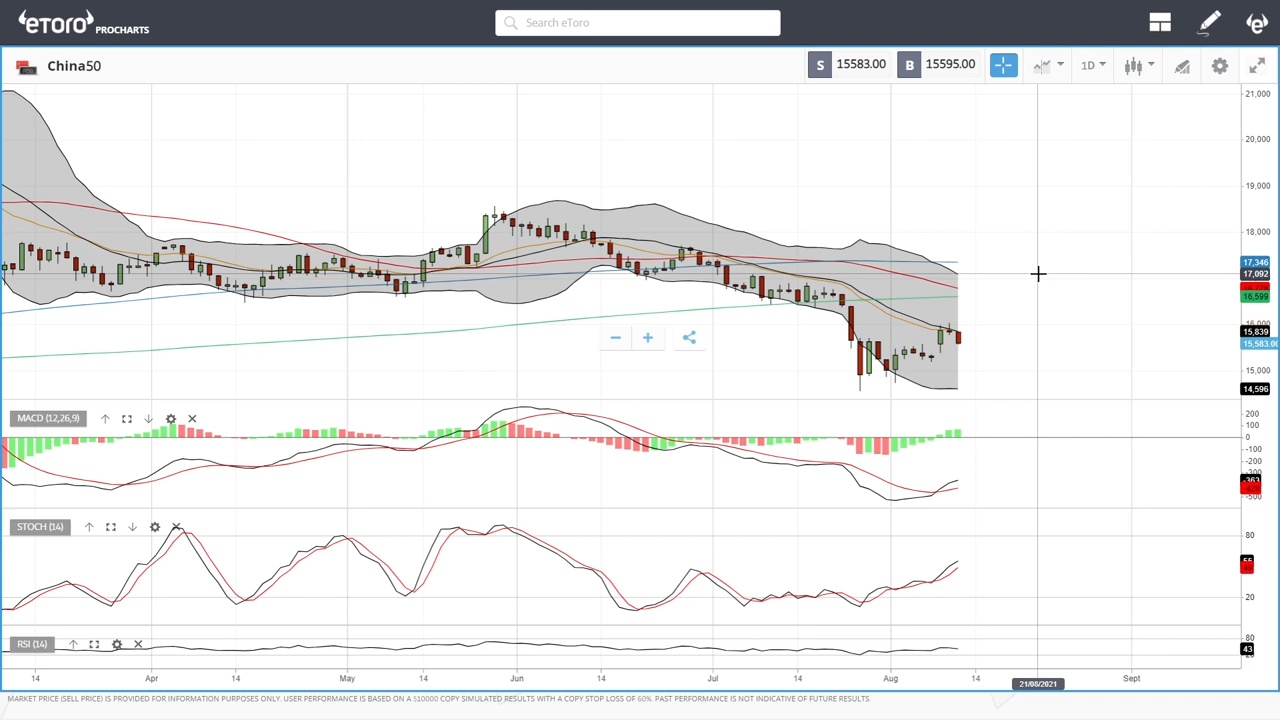 eToro PROCHARTS
Search eToro
China50
S 15583.00 B 15595.00
1D
21,000
20,000
19,000
18,000
17,346
17,092
16,599
16,000
15,839
15,583.00
15,000
14,596
MACD (12,26,9)
200
100
0
-100
-200
-300
-363
-500
STOCH (14)
80
55
20
RSI (14)
80
43
14 Apr 14 May 14 Jun 14 Jul 14 Aug 14 Sept
21/08/2021
MARKET PRICE (SELL PRICE) IS PROVIDED FOR INFORMATION PURPOSES ONLY. USER PERFORMANCE IS BASED ON A $10000 COPY SIMULATED RESULTS WITH A COPY STOP LOSS OF 60%. PAST PERFORMANCE IS NOT INDICATIVE OF FUTURE RESULTS.